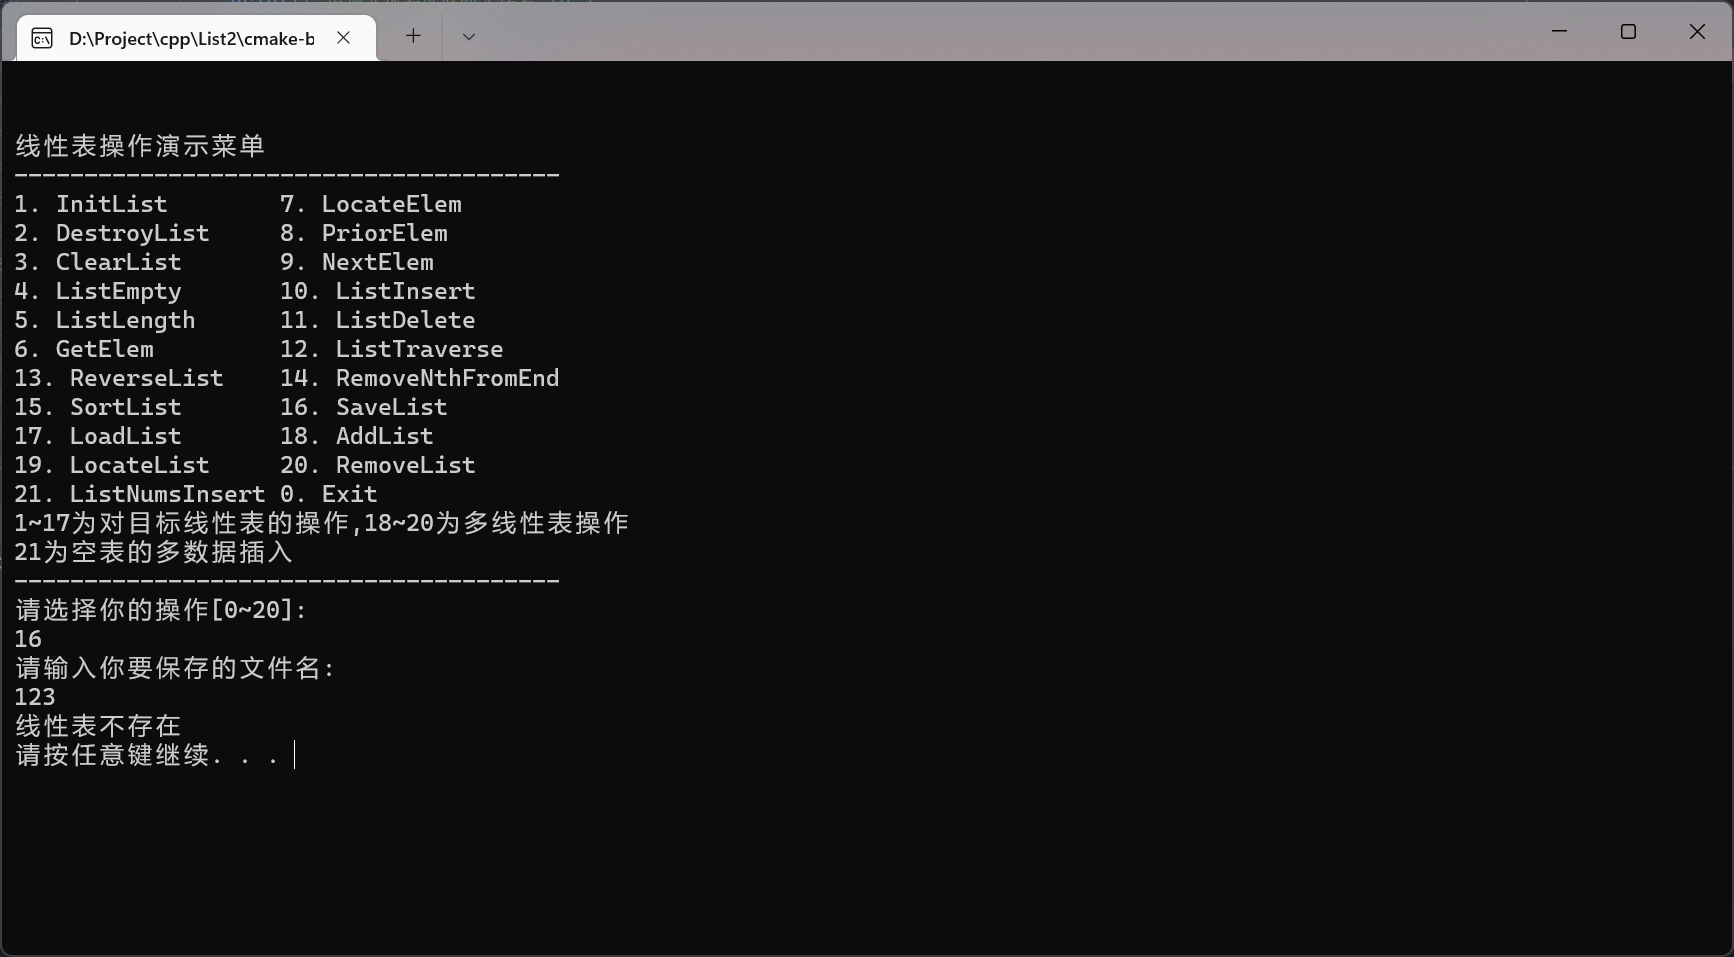 D:\Project\cpp\List2\cmake-b
线性表操作演示菜单
---------------------------------------
1. InitList        7. LocateElem
2. DestroyList     8. PriorElem
3. ClearList       9. NextElem
4. ListEmpty       10. ListInsert
5. ListLength      11. ListDelete
6. GetElem         12. ListTraverse
13. ReverseList    14. RemoveNthFromEnd
15. SortList       16. SaveList
17. LoadList       18. AddList
19. LocateList     20. RemoveList
21. ListNumsInsert 0. Exit
1~17为对目标线性表的操作,18~20为多线性表操作
21为空表的多数据插入
---------------------------------------
请选择你的操作[0~20]:
16
请输入你要保存的文件名:
123
线性表不存在
请按任意键继续. . .